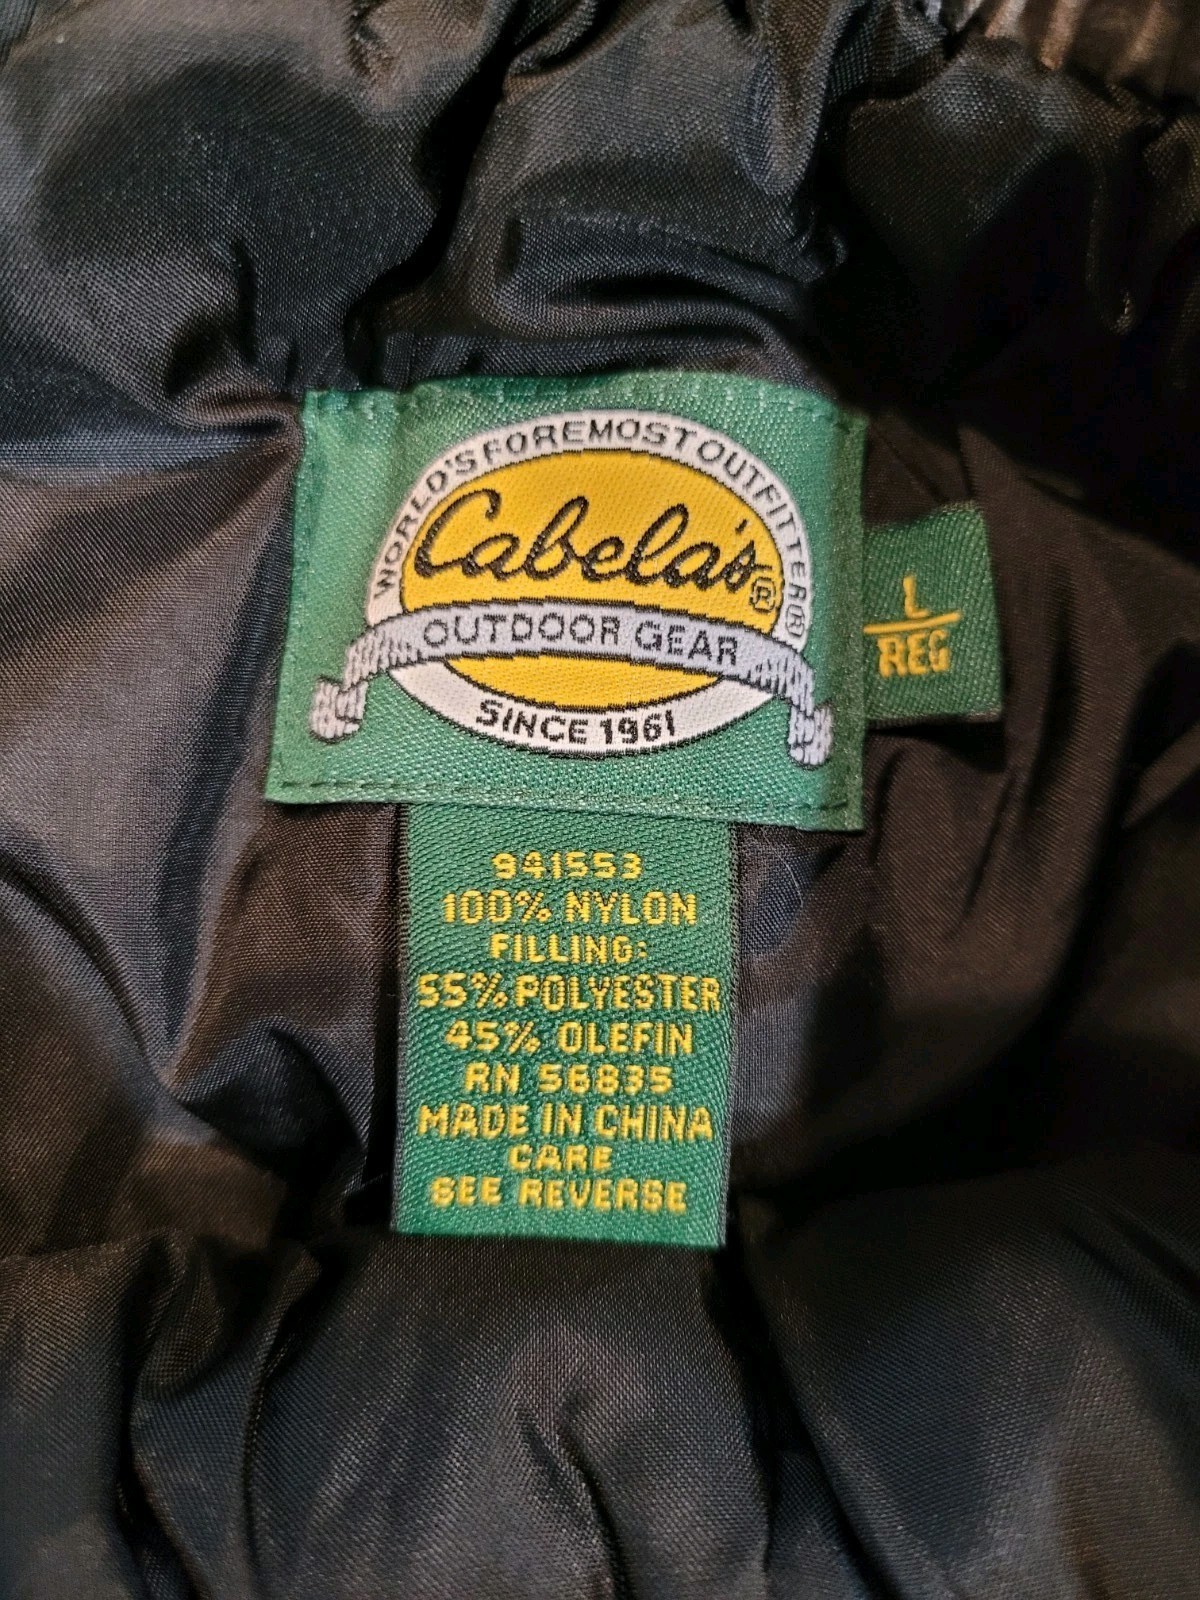 WORLD'S FOREMOST OUTFITTER®
Cabela's®
OUTDOOR GEAR
SINCE 1961
L
REG
941553
100% NYLON
FILLING:
55% POLYESTER
45% OLEFIN
RN 56835
MADE IN CHINA
CARE
SEE REVERSE